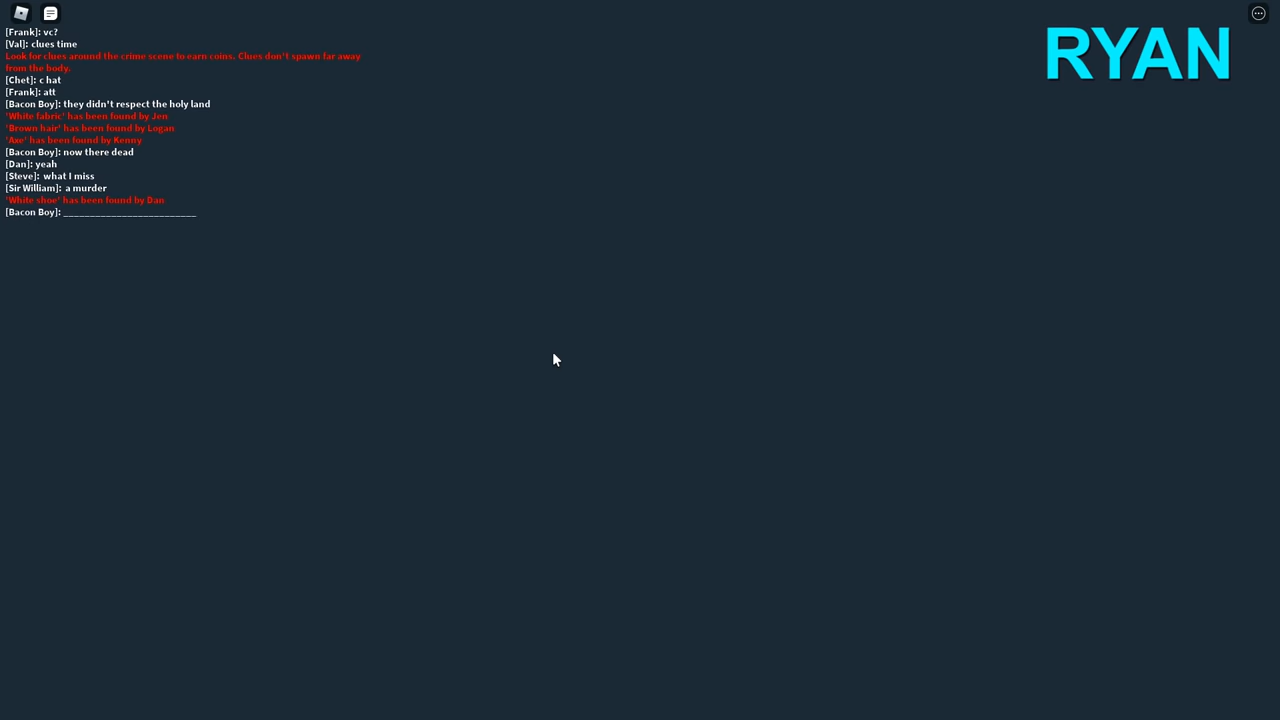 [Frank]: vc?
[Val]: clues time
Look for clues around the crime scene to earn coins. Clues don't spawn far away
from the body.
[Chet]: c hat
[Frank]: att
[Bacon Boy]: they didn't respect the holy land
'White fabric' has been found by Jen
'Brown hair' has been found by Logan
'Axe' has been found by Kenny
[Bacon Boy]: now there dead
[Dan]: yeah
[Steve]: what I miss
[Sir William]: a murder
'White shoe' has been found by Dan
[Bacon Boy]: _________________________
RYAN